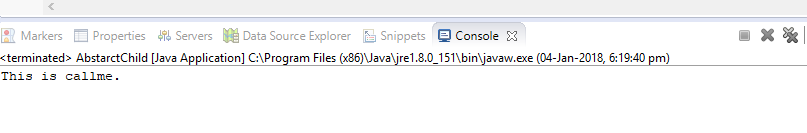 Markers Properties Servers Data Source Explorer Snippets Console
<terminated> AbstarctChild [Java Application] C:\Program Files (x86)\Java\jre1.8.0_151\bin\javaw.exe (04-Jan-2018, 6:19:40 pm)
This is callme.